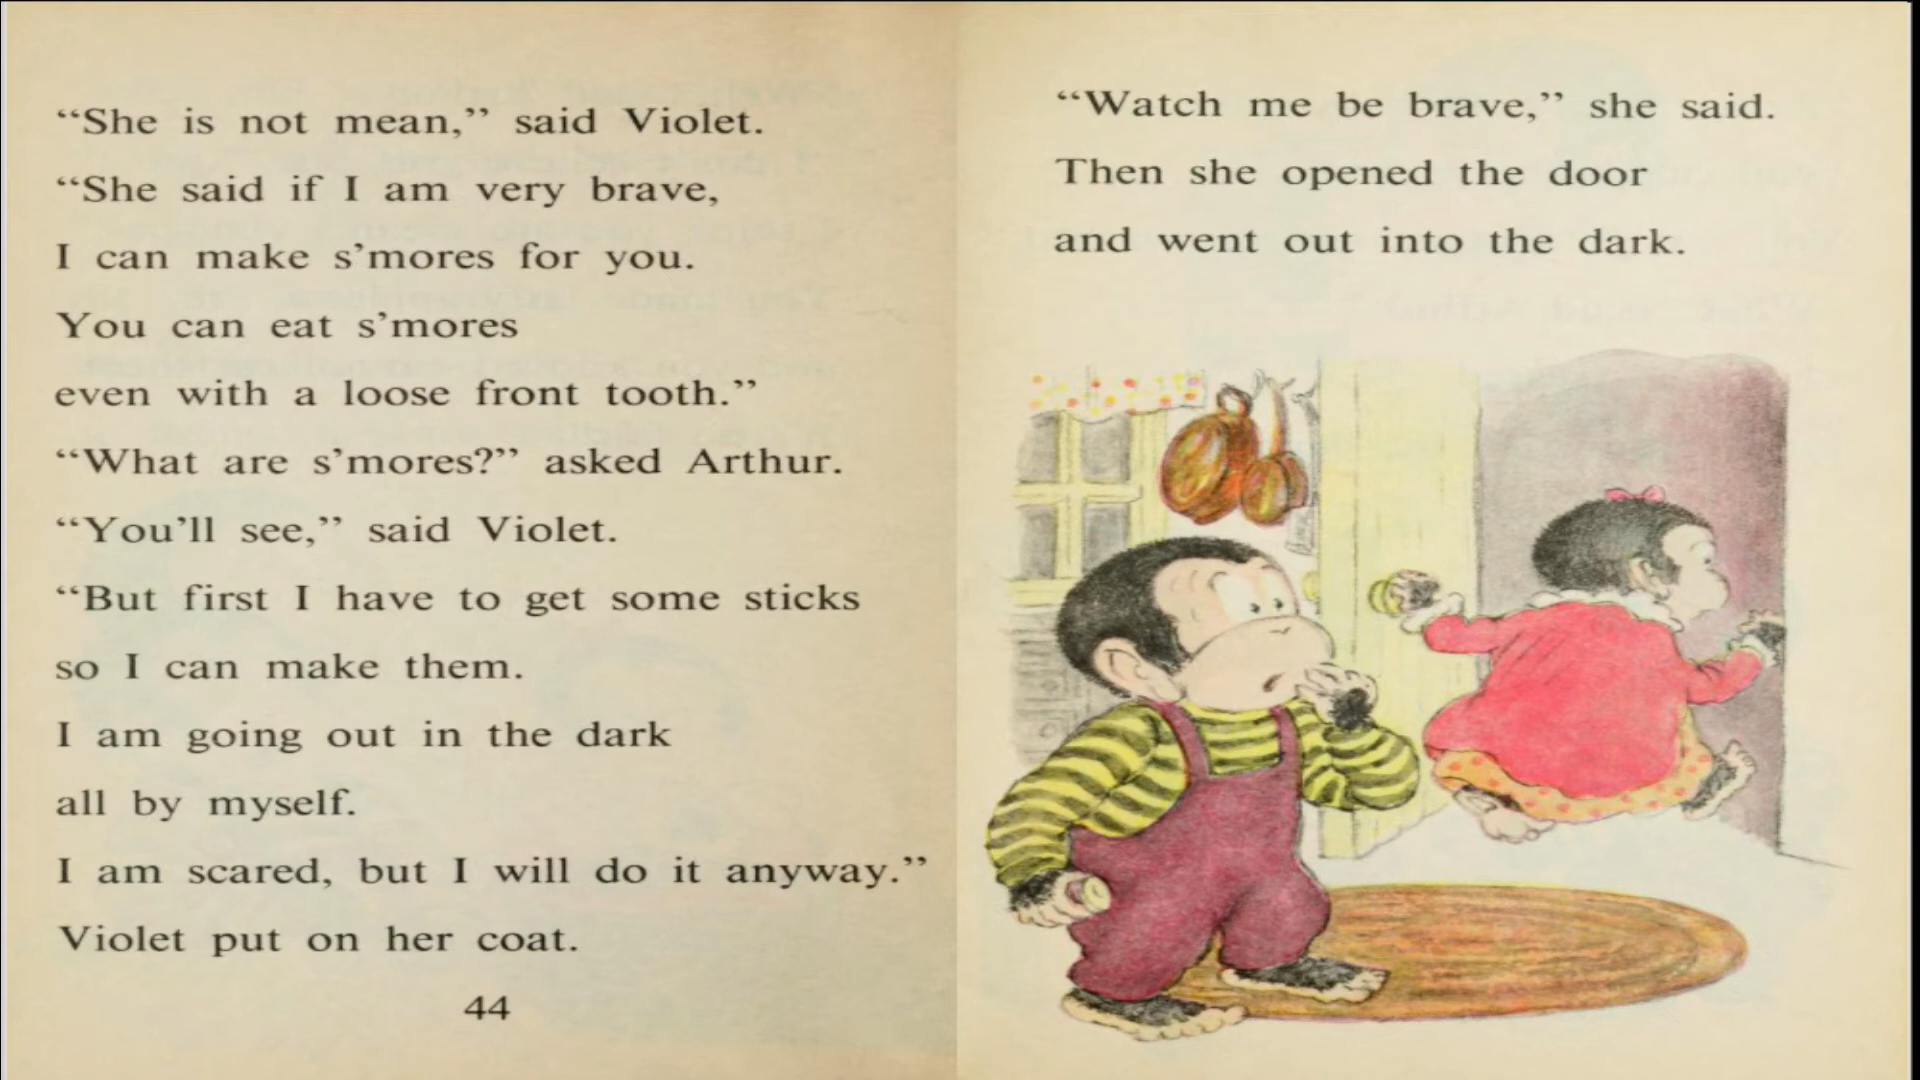 “She is not mean,” said Violet.
“She said if I am very brave,
I can make s’mores for you.
You can eat s’mores
even with a loose front tooth.”
“What are s’mores?” asked Arthur.
“You’ll see,” said Violet.
“But first I have to get some sticks
so I can make them.
I am going out in the dark
all by myself.
I am scared, but I will do it anyway.”
Violet put on her coat.
44
“Watch me be brave,” she said.
Then she opened the door
and went out into the dark.